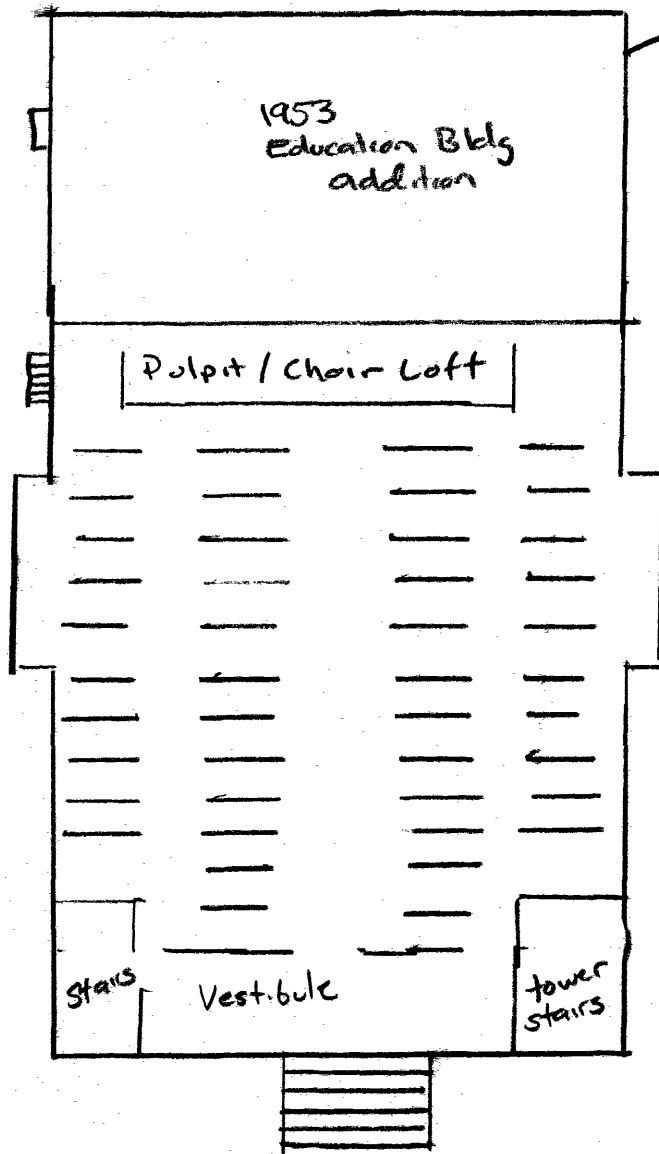 1953
Education Bldg
addition
Pulpit / Choir Loft
Stairs
Vestibule
tower
stairs